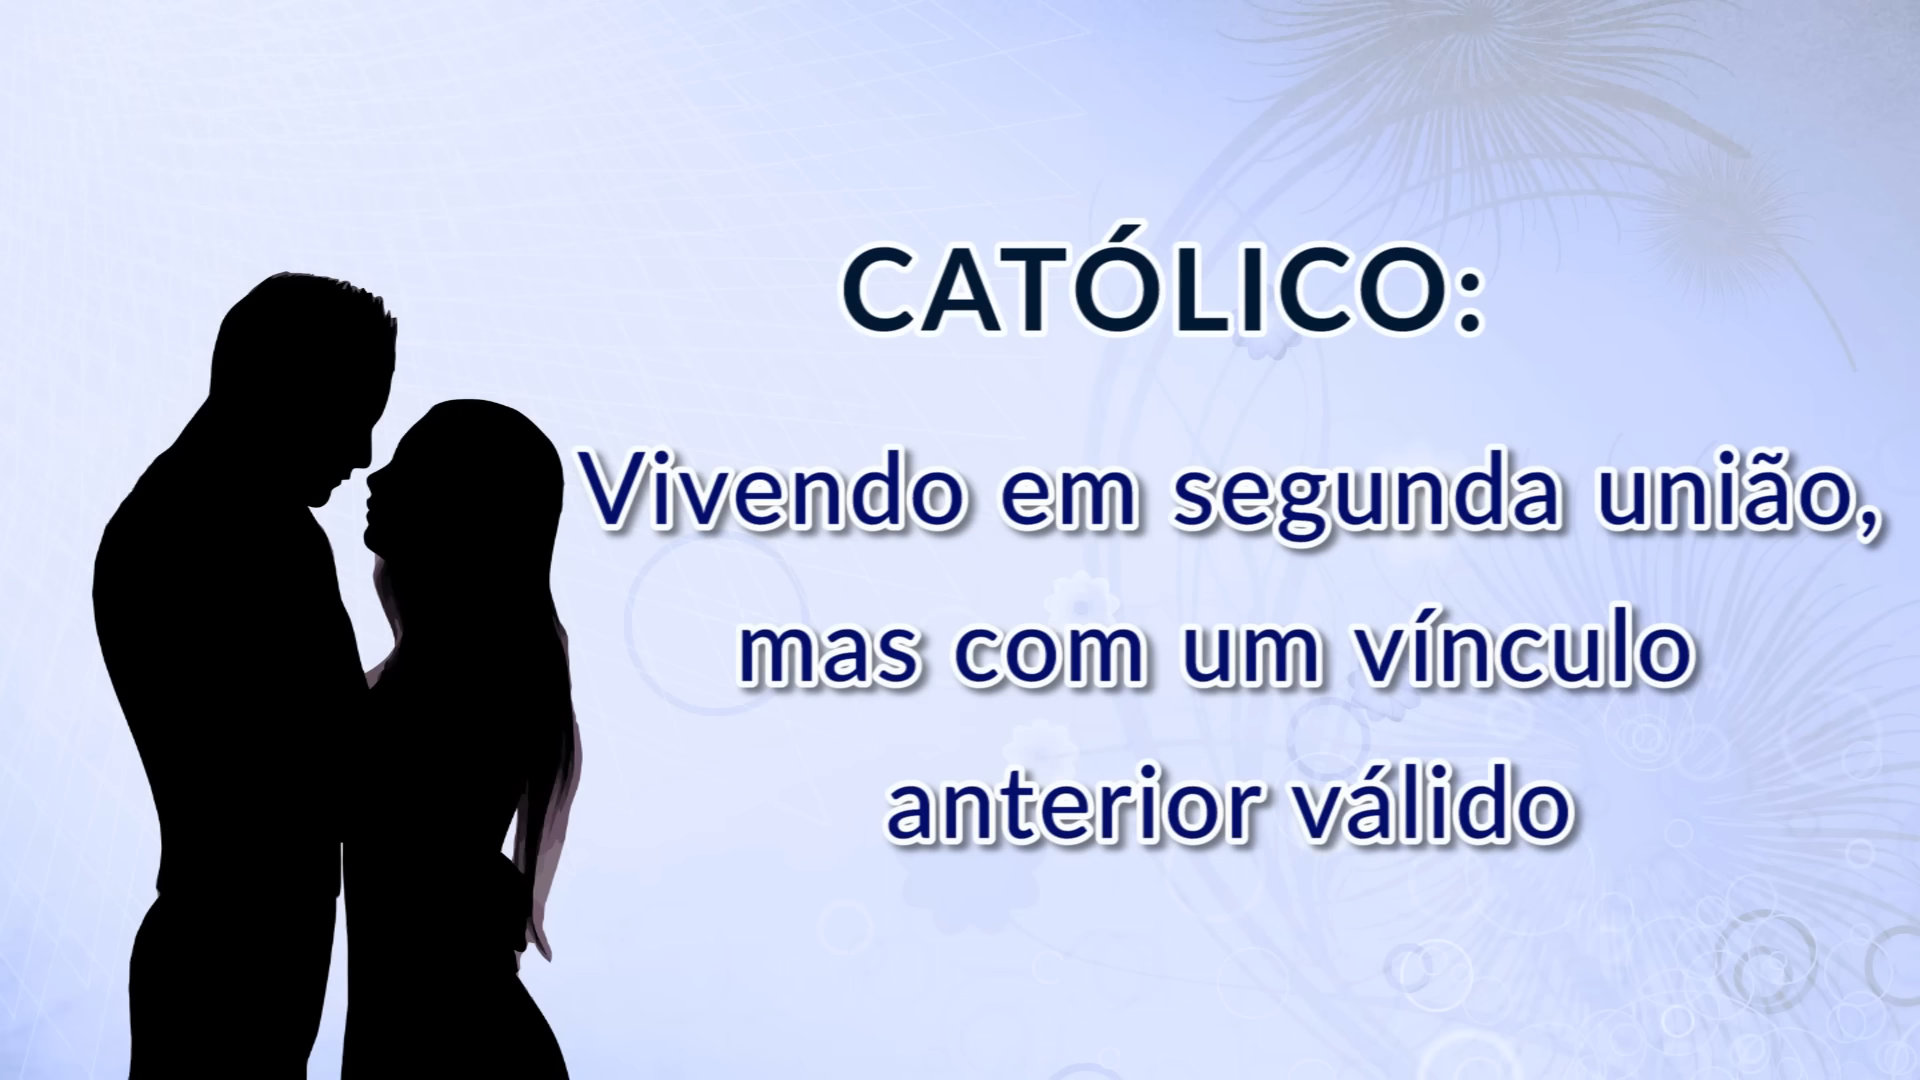 CATÓLICO:
Vivendo em segunda união,
mas com um vínculo
anterior válido